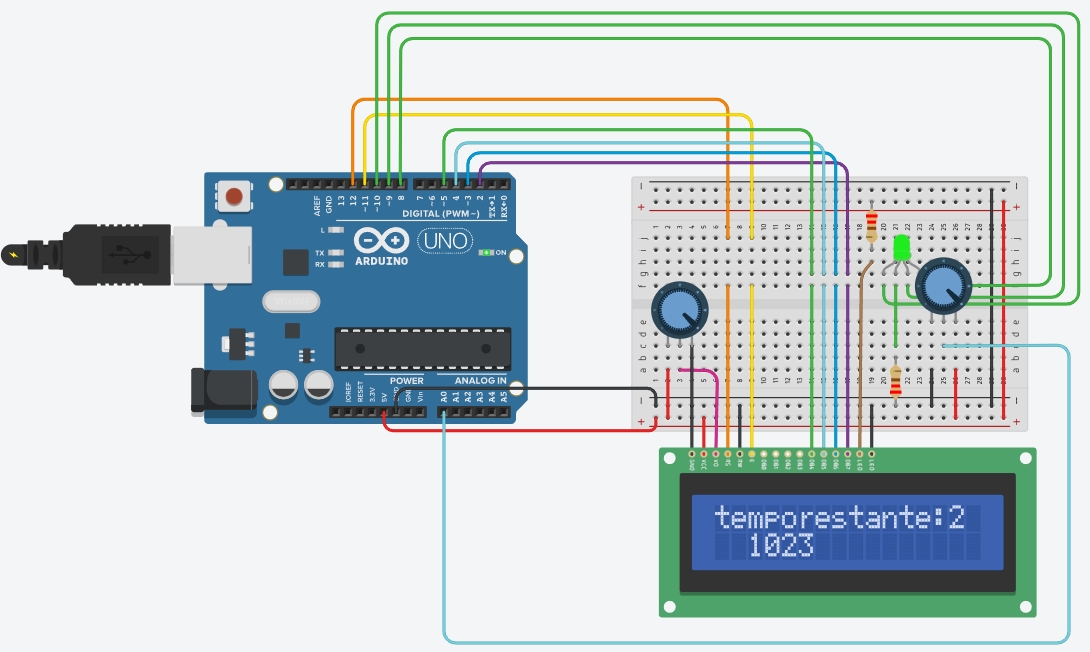 AREF
GND
13
12
~11
~10
~9
8
7
~6
~5
4
~3
2
TX→1
RX←0
DIGITAL (PWM~)
L
TX
RX
UNO
ARDUINO
ON
POWER
ANALOG IN
IOREF
RESET
3.3V
5V
GND
Vin
A0
A1
A2
A3
A4
A5
GND
VCC
VO
RS
RW
E
DB0
DB1
DB2
DB3
DB4
DB5
DB6
DB7
LED
LED
temporestante:2
1023